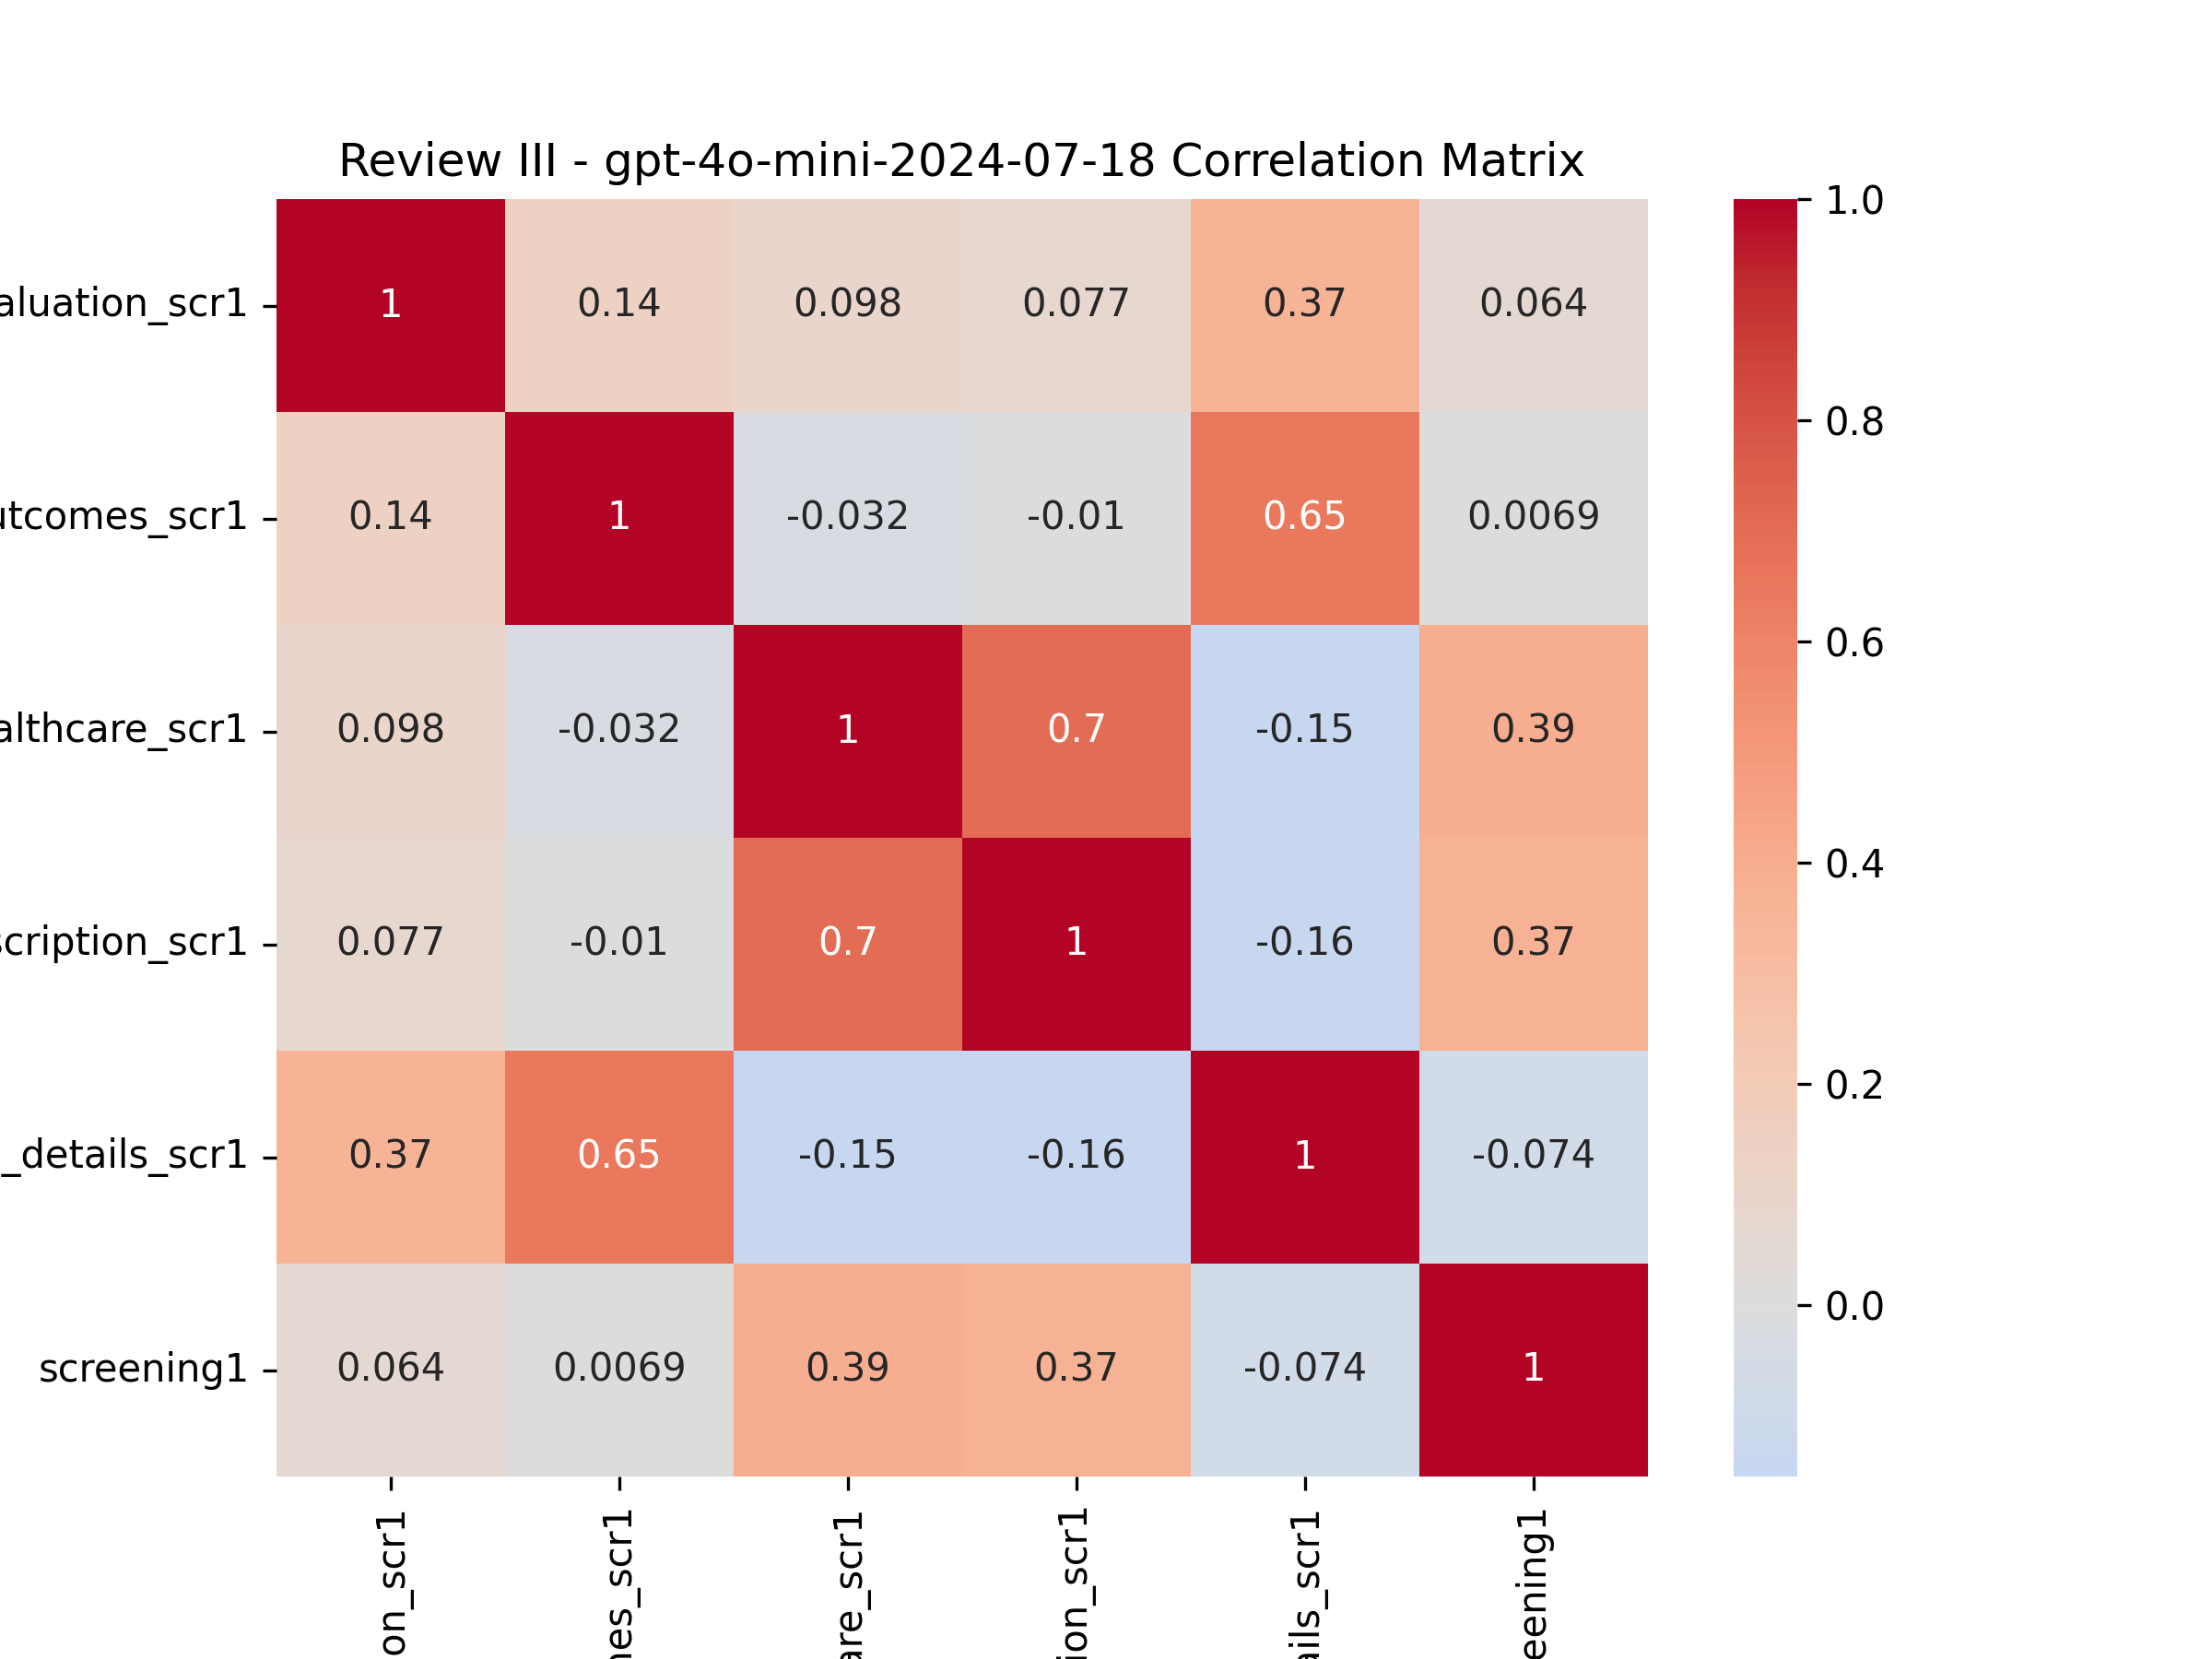 Review III - gpt-4o-mini-2024-07-18 Correlation Matrix
aluation_scr1 1 0.14 0.098 0.077 0.37 0.064
utcomes_scr1 0.14 1 -0.032 -0.01 0.65 0.0069
althcare_scr1 0.098 -0.032 1 0.7 -0.15 0.39
cription_scr1 0.077 -0.01 0.7 1 -0.16 0.37
_details_scr1 0.37 0.65 -0.15 -0.16 1 -0.074
screening1 0.064 0.0069 0.39 0.37 -0.074 1
on_scr1 nes_scr1 are_scr1 ion_scr1 ails_scr1 eening1
1.0
0.8
0.6
0.4
0.2
0.0